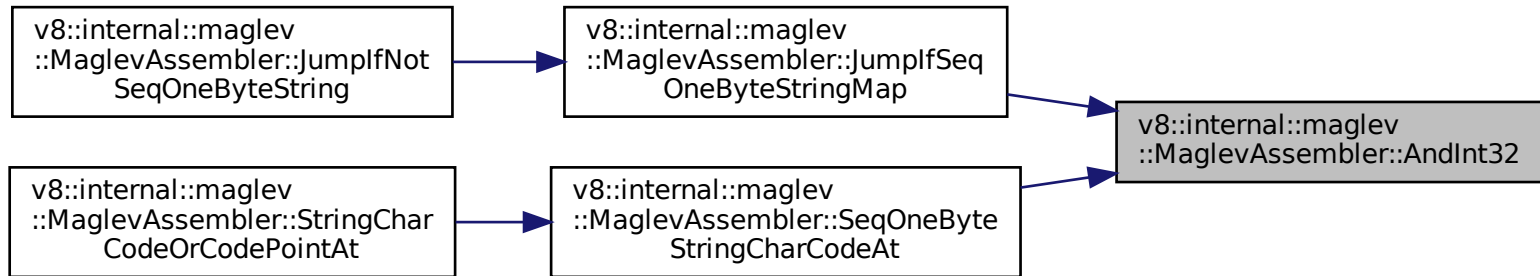 v8::internal::maglev
::MaglevAssembler::JumpIfNot
SeqOneByteString
v8::internal::maglev
::MaglevAssembler::JumpIfSeq
OneByteStringMap
v8::internal::maglev
::MaglevAssembler::AndInt32
v8::internal::maglev
::MaglevAssembler::StringChar
CodeOrCodePointAt
v8::internal::maglev
::MaglevAssembler::SeqOneByte
StringCharCodeAt